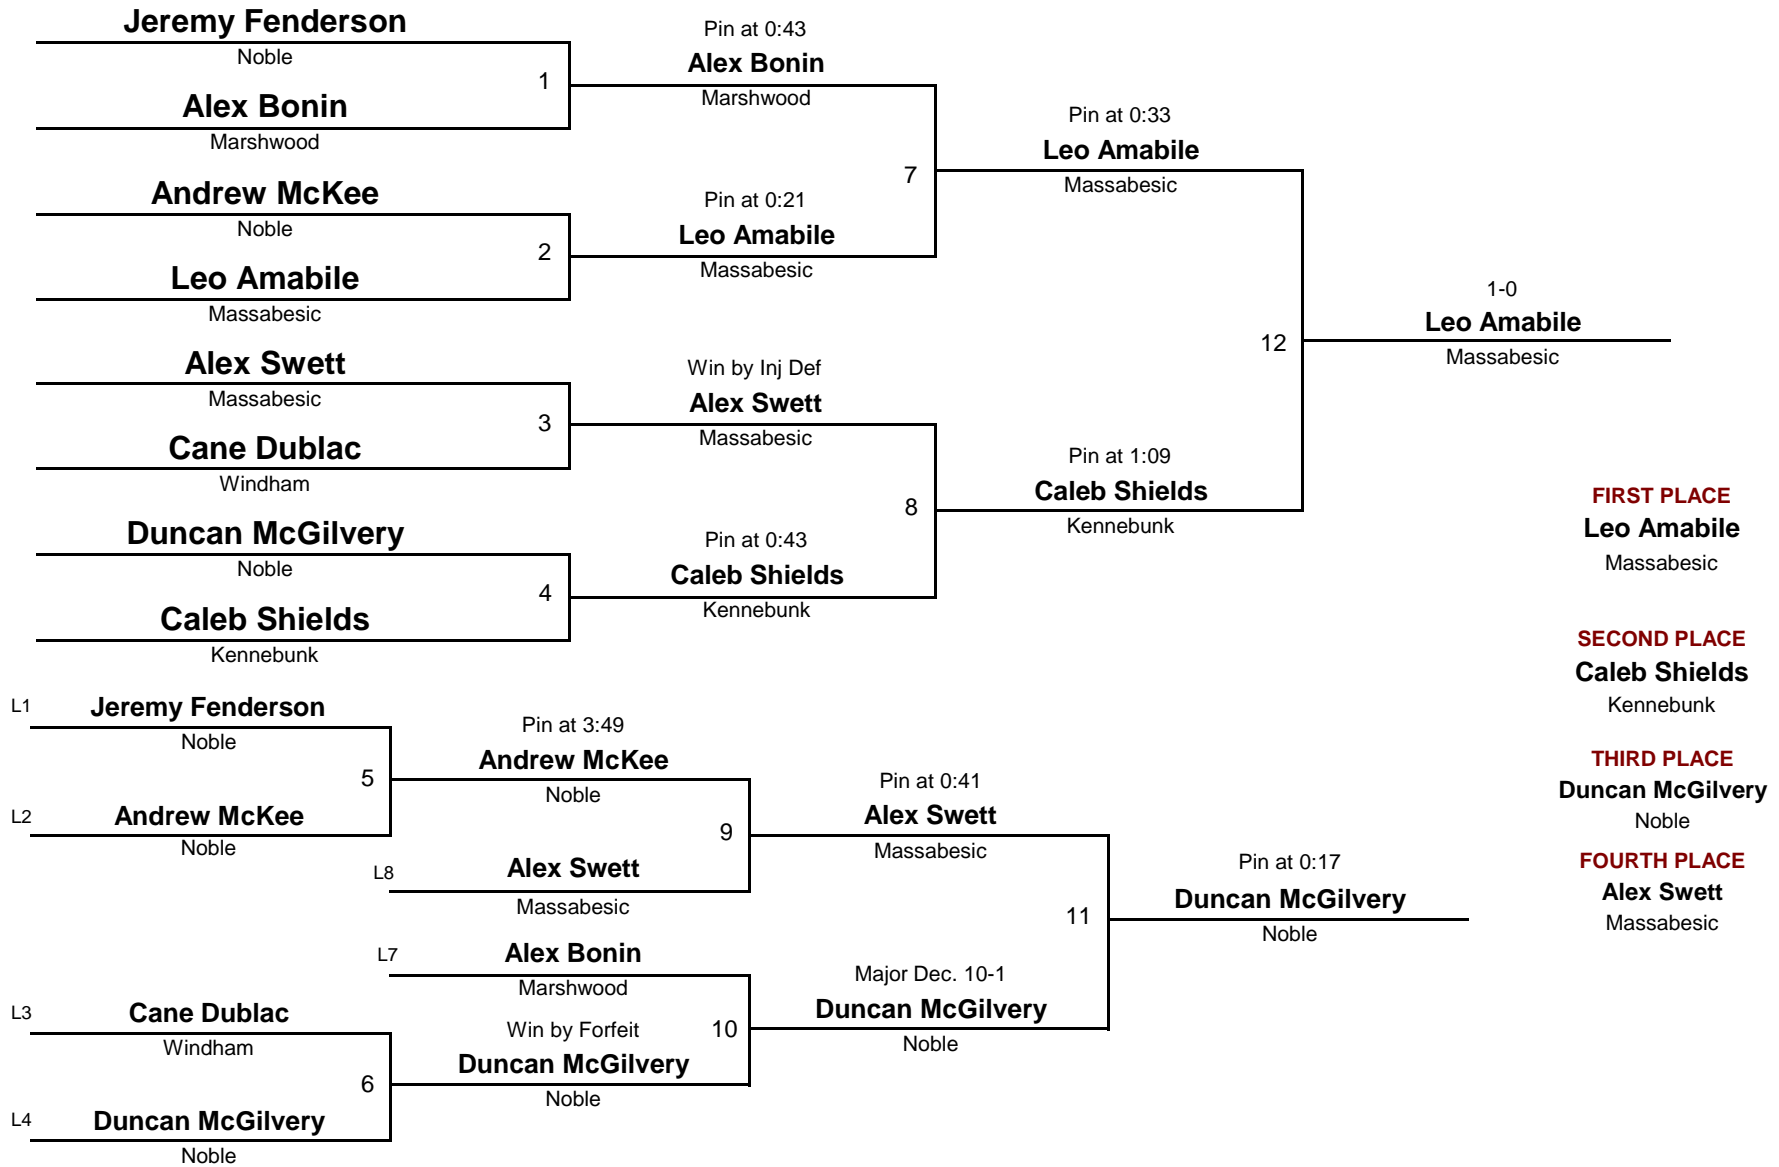 Jeremy Fenderson
Noble
1
Alex Bonin
Marshwood
Andrew McKee
Noble
2
Leo Amabile
Massabesic
Alex Swett
Massabesic
3
Cane Dublac
Windham
Duncan McGilvery
Noble
4
Caleb Shields
Kennebunk
Pin at 0:43
Alex Bonin
Marshwood
7
Pin at 0:21
Leo Amabile
Massabesic
Win by Inj Def
Alex Swett
Massabesic
8
Pin at 0:43
Caleb Shields
Kennebunk
Pin at 0:33
Leo Amabile
Massabesic
12
Pin at 1:09
Caleb Shields
Kennebunk
1-0
Leo Amabile
Massabesic
FIRST PLACE
Leo Amabile
Massabesic
SECOND PLACE
Caleb Shields
Kennebunk
THIRD PLACE
Duncan McGilvery
Noble
FOURTH PLACE
Alex Swett
Massabesic
L1 Jeremy Fenderson
Noble
5
L2 Andrew McKee
Noble
L3 Cane Dublac
Windham
6
L4 Duncan McGilvery
Noble
Pin at 3:49
Andrew McKee
Noble
9
L8 Alex Swett
Massabesic
L7 Alex Bonin
Marshwood
Win by Forfeit 10
Duncan McGilvery
Noble
Pin at 0:41
Alex Swett
Massabesic
11
Major Dec. 10-1
Duncan McGilvery
Noble
Pin at 0:17
Duncan McGilvery
Noble